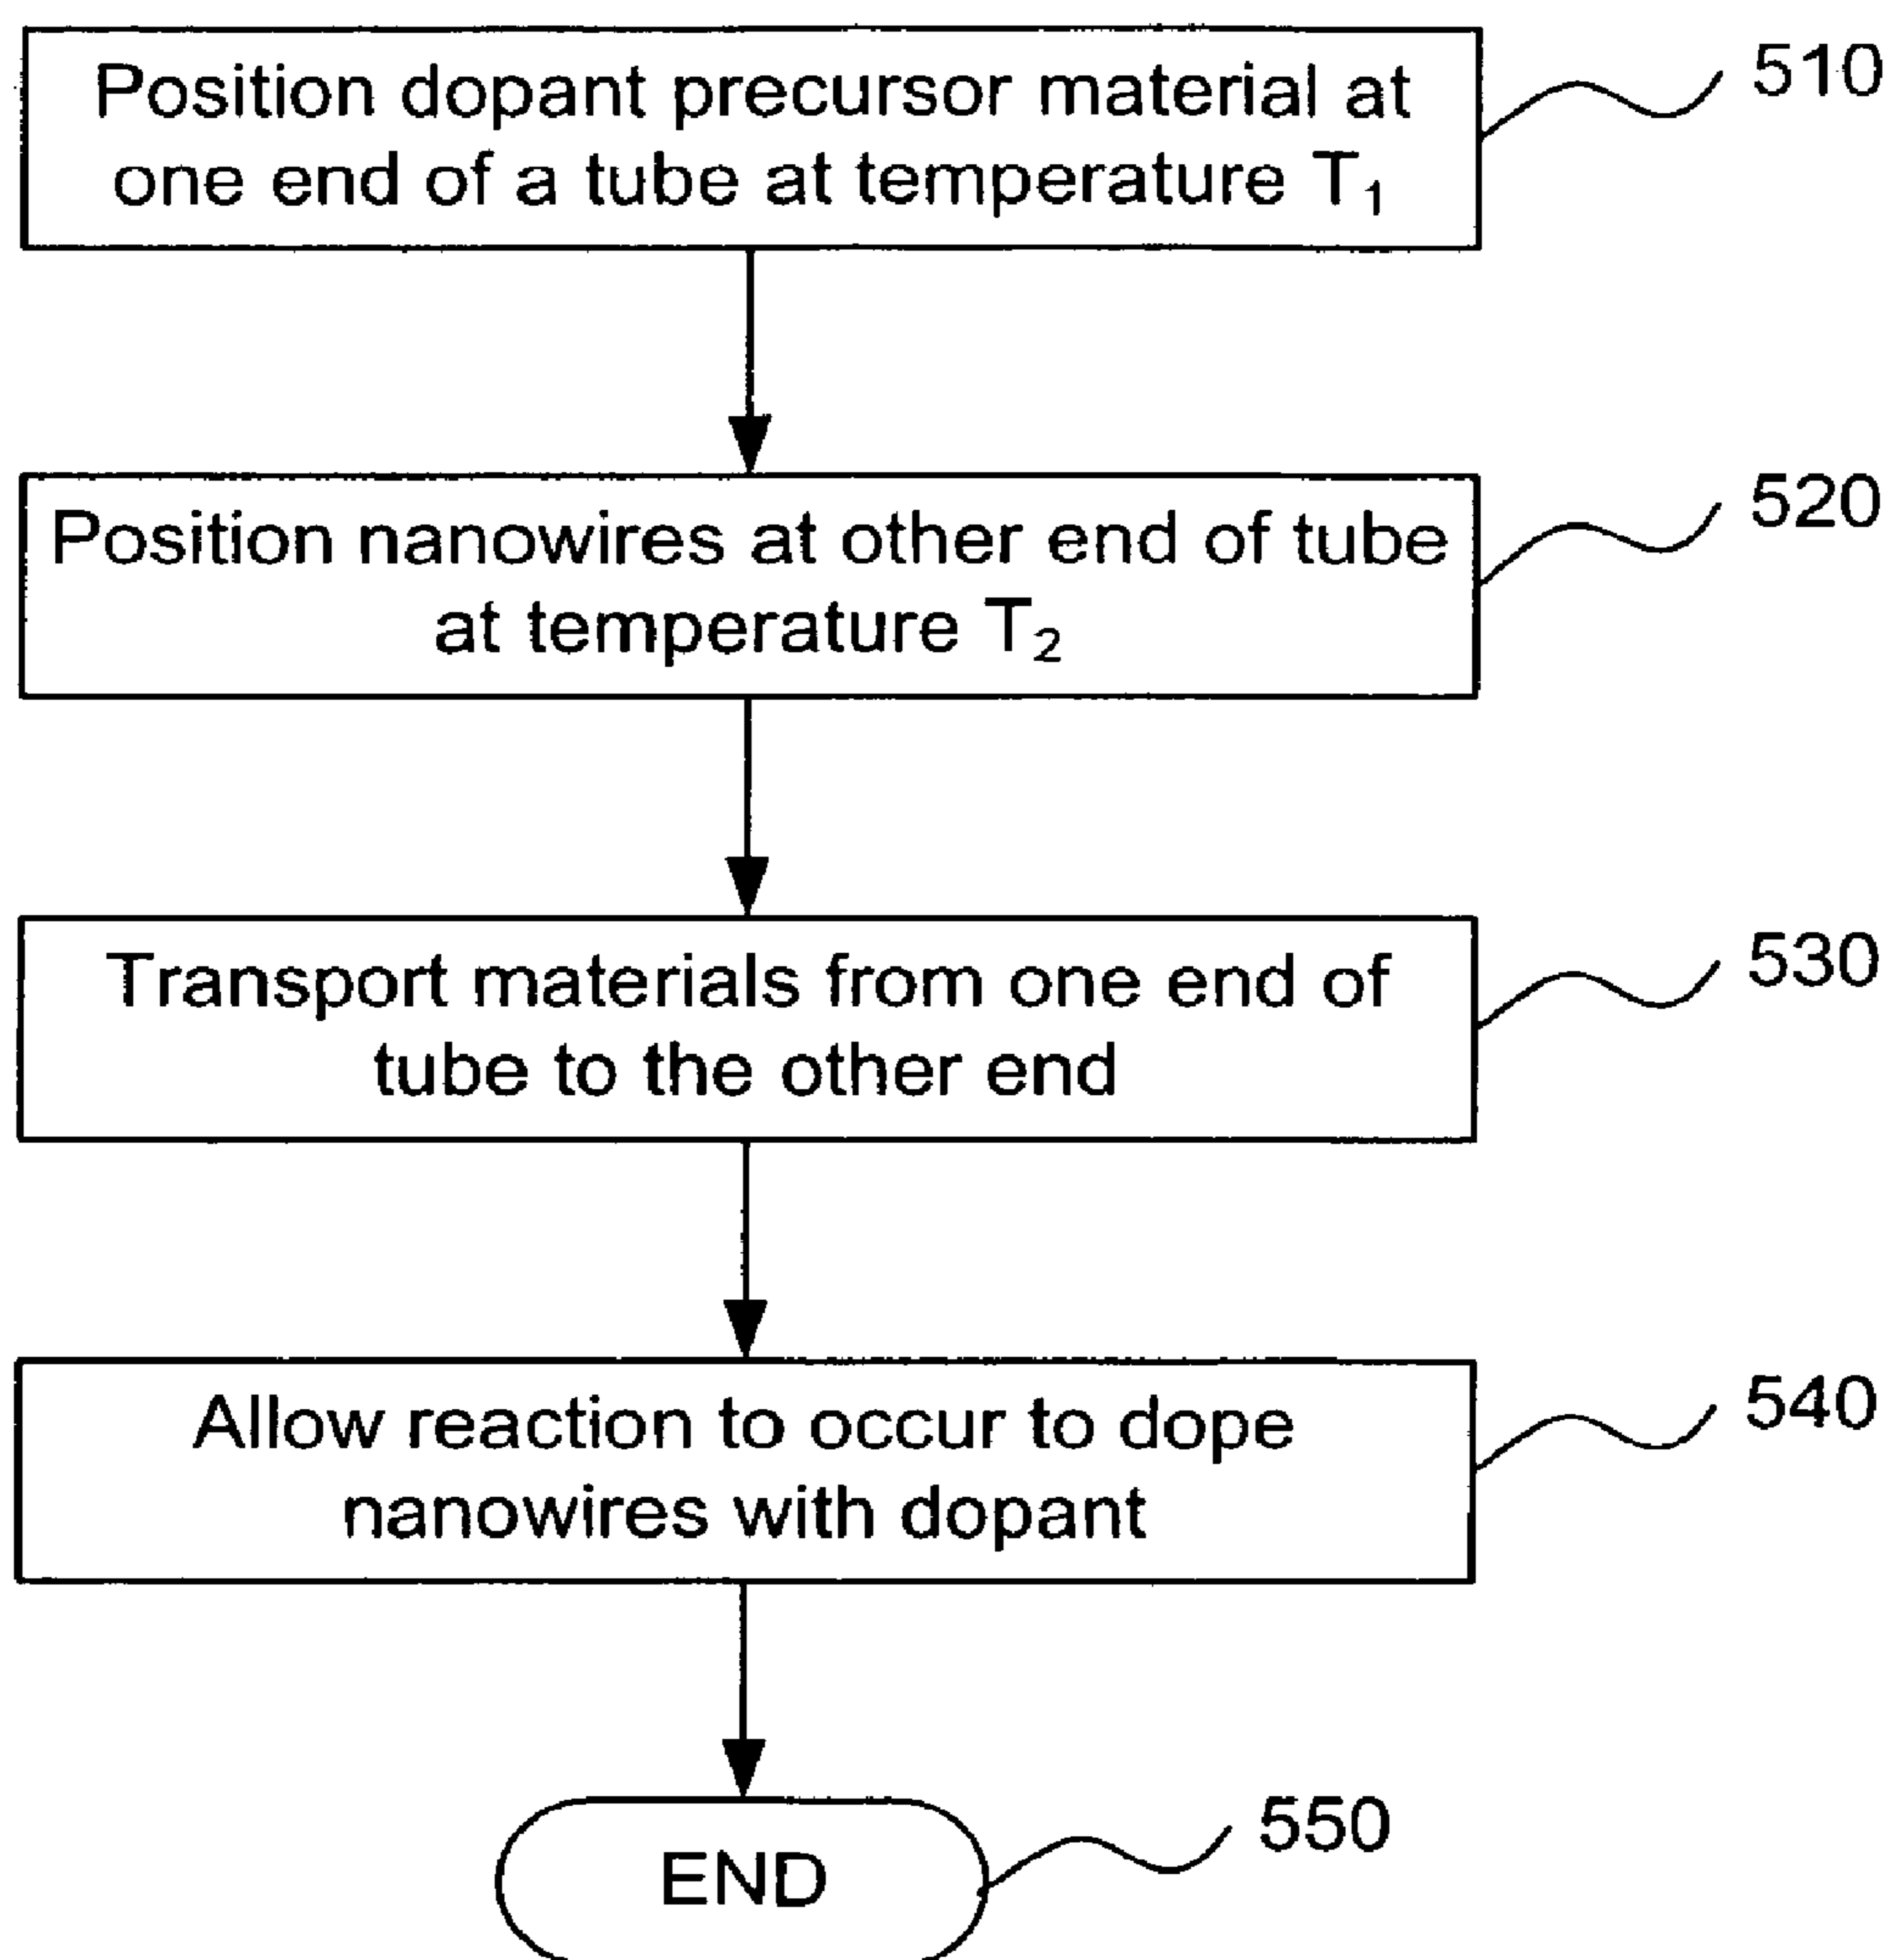 Position dopant precursor material at
one end of a tube at temperature T₁
510
Position nanowires at other end of tube
at temperature T₂
520
Transport materials from one end of
tube to the other end
530
Allow reaction to occur to dope
nanowires with dopant
540
END
550